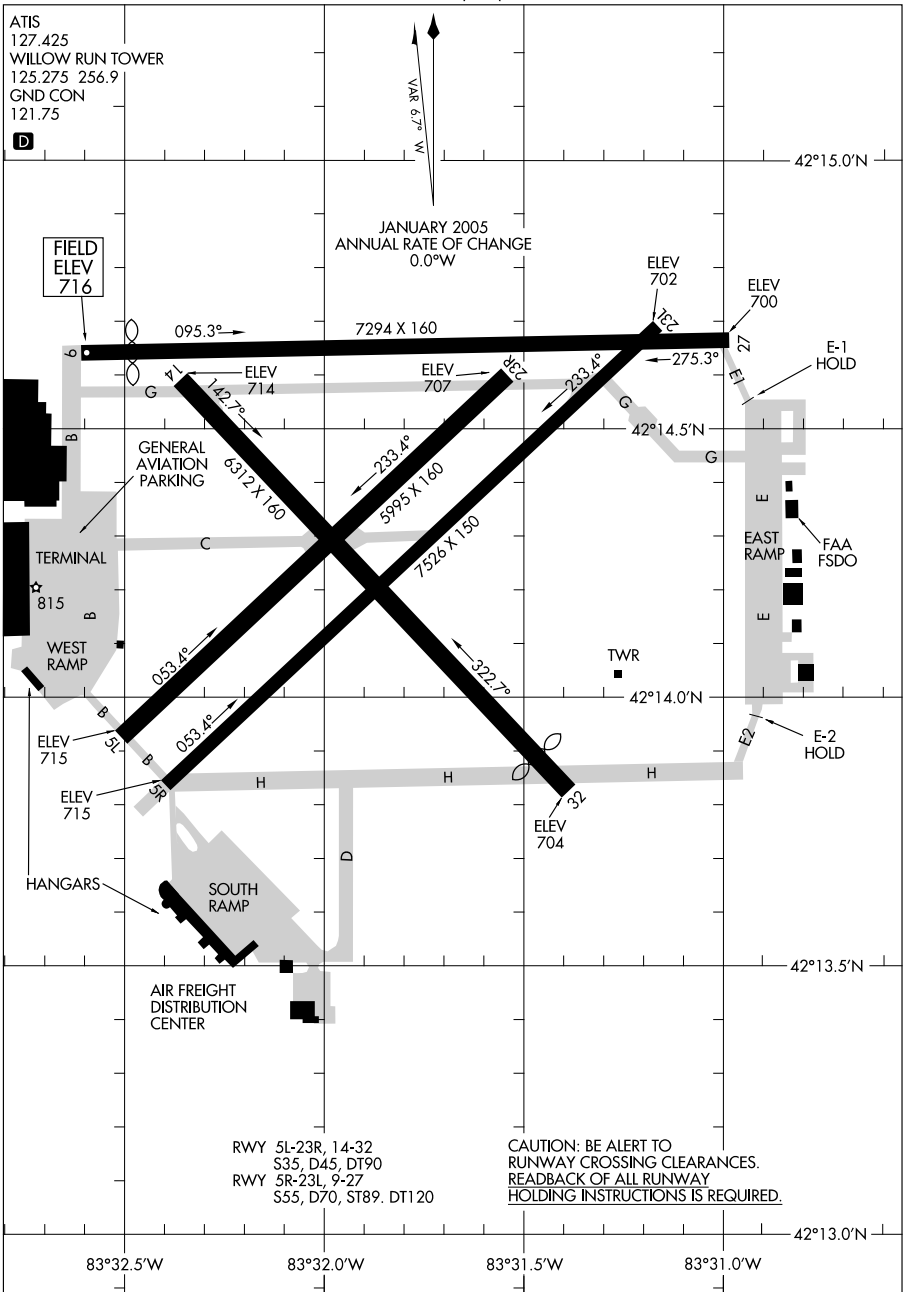 ATIS
127.425
WILLOW RUN TOWER
125.275 256.9
GND CON
121.75
D
VAR 6.7° W
42°15.0'N
JANUARY 2005
ANNUAL RATE OF CHANGE
0.0°W
FIELD
ELEV
716
ELEV
702
ELEV
700
095.3°
7294 X 160
23L
27
275.3°
9
E-1
HOLD
E1
14
ELEV
714
ELEV
707
23R
233.4°
G
142.7°
G
42°14.5'N
B
GENERAL
AVIATION
PARKING
6312 X 160
233.4°
5995 X 160
G
E
C
7526 X 150
EAST
RAMP
FAA
FSDO
TERMINAL
815
B
E
WEST
RAMP
053.4°
322.7°
TWR
42°14.0'N
B
5L
ELEV
715
053.4°
B
E-2
HOLD
E2
5R
ELEV
715
H
H
H
32
ELEV
704
D
HANGARS
SOUTH
RAMP
42°13.5'N
AIR FREIGHT
DISTRIBUTION
CENTER
RWY 5L-23R, 14-32
S35, D45, DT90
RWY 5R-23L, 9-27
S55, D70, ST89. DT120
CAUTION: BE ALERT TO
RUNWAY CROSSING CLEARANCES.
READBACK OF ALL RUNWAY
HOLDING INSTRUCTIONS IS REQUIRED.
42°13.0'N
83°32.5'W
83°32.0'W
83°31.5'W
83°31.0'W